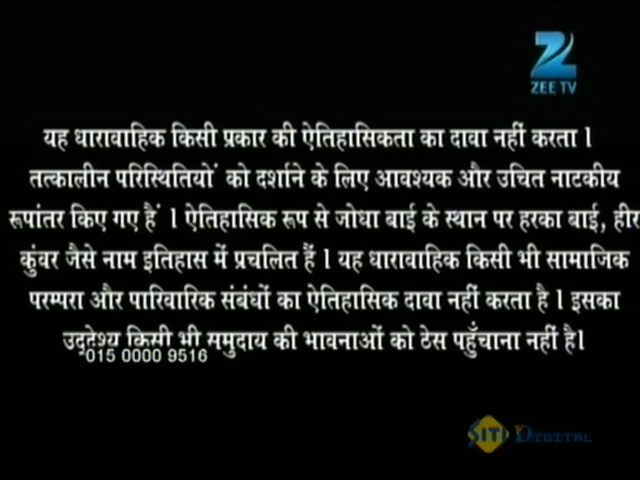 ZEE TV
यह धारावाहिक किसी प्रकार की ऐतिहासिकता का दावा नहीं करता।
तत्कालीन परिस्थितियों को दर्शाने के लिए आवश्यक और उचित नाटकीय
रूपांतर किए गए हैं । ऐतिहासिक रूप से जोधा बाई के स्थान पर हरका बाई, हीर
कुंवर जैसे नाम इतिहास में प्रचलित हैं । यह धारावाहिक किसी भी सामाजिक
परम्परा और पारिवारिक संबंधों का ऐतिहासिक दावा नहीं करता है । इसका
उद्देश्य किसी भी समुदाय की भावनाओं को ठेस पहुँचाना नहीं है।
015 0000 9516
SITI DIGITAL